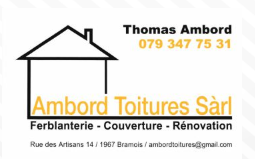 Thomas Ambord
079 347 75 31
Ambord Toitures Sàrl
Ferblanterie - Couverture - Rénovation
Rue des Artisans 14 / 1967 Bramois / ambordtoitures@gmail.com